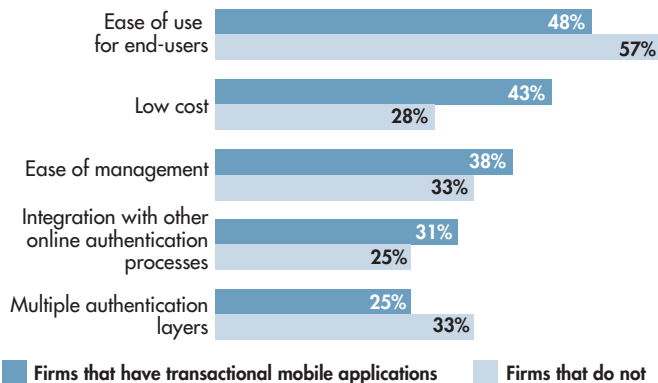 Ease of use
for end-users
48%
57%
Low cost
43%
28%
Ease of management
38%
33%
Integration with other
online authentication
processes
31%
25%
Multiple authentication
layers
25%
33%
Firms that have transactional mobile applications
Firms that do not